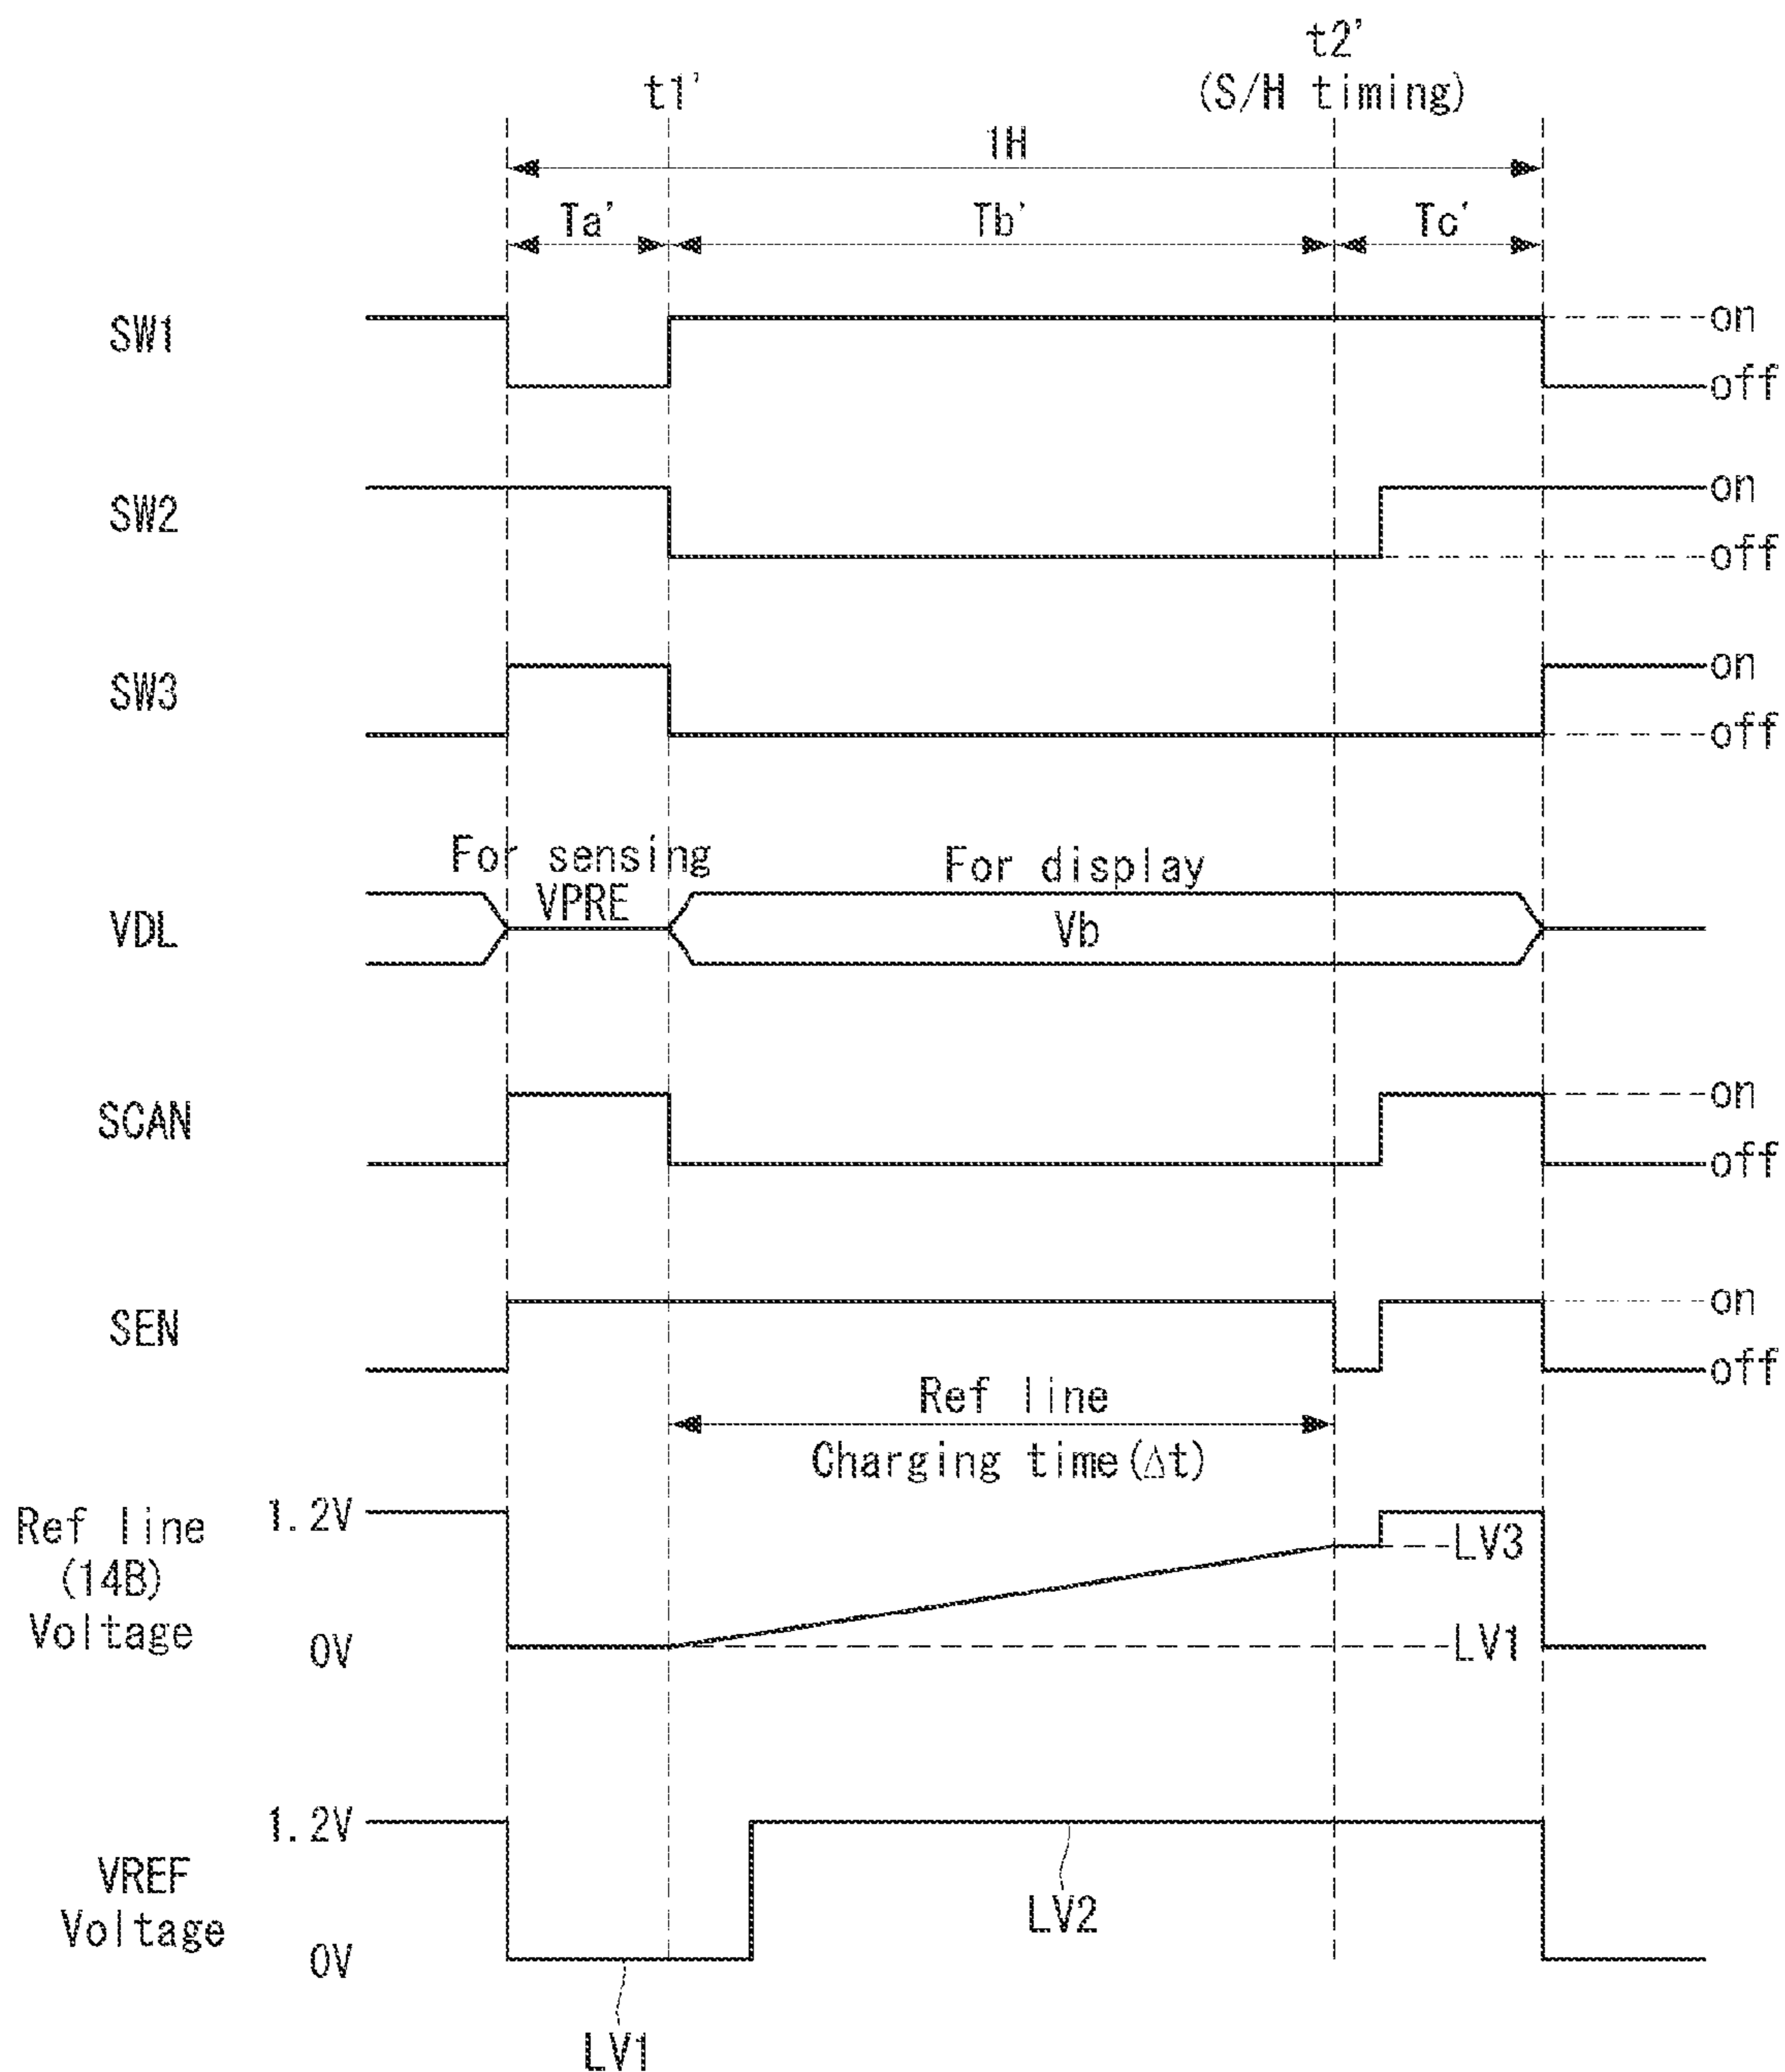 t1'
t2'
(S/H timing)
1H
Ta'
Tb'
Tc'
SW1
on
off
SW2
on
off
SW3
on
off
For sensing
VPRE
For display
VDL
Vb
SCAN
on
off
SEN
on
off
Ref line
Charging time(Δt)
Ref line
(14B)
Voltage
1.2V
0V
LV3
LV1
VREF
Voltage
1.2V
0V
LV2
LV1